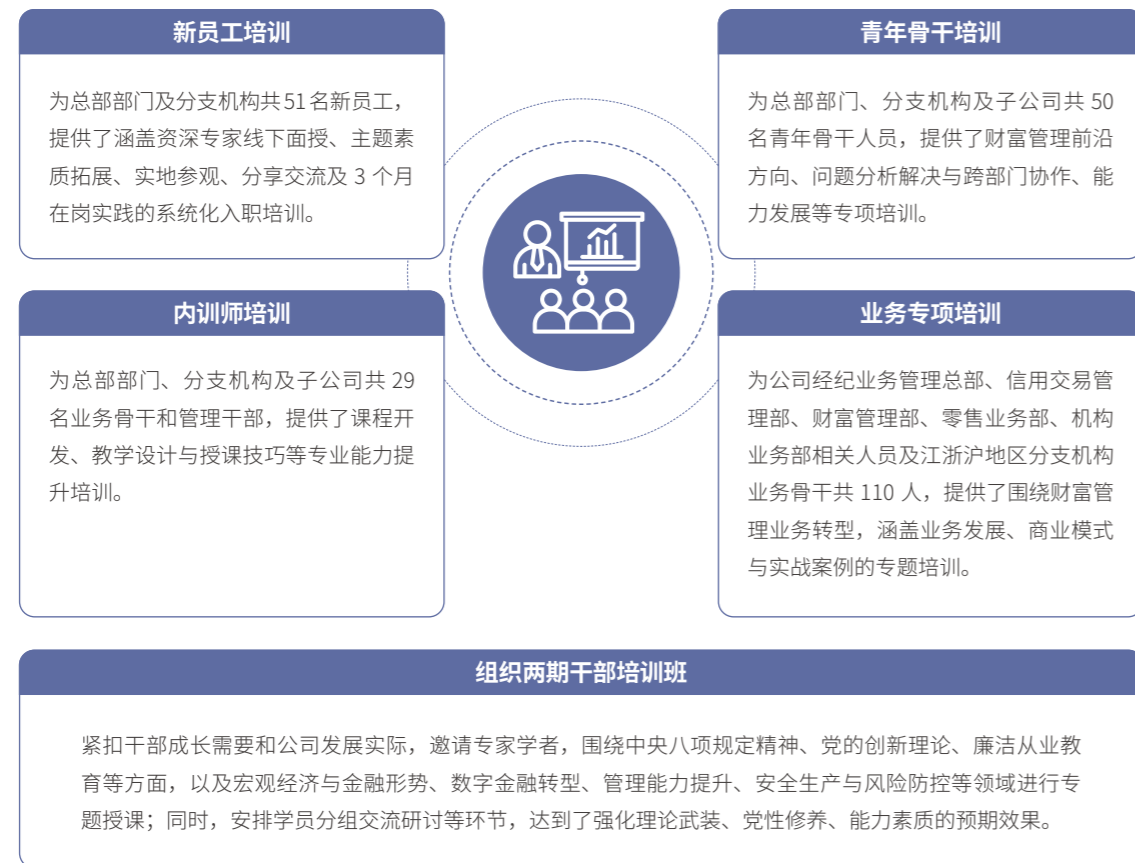 新员工培训
为总部部门及分支机构共51名新员工，
提供了涵盖资深专家线下面授、主题素
质拓展、实地参观、分享交流及 3 个月
在岗实践的系统化入职培训。
青年骨干培训
为总部部门、分支机构及子公司共 50
名青年骨干人员，提供了财富管理前沿
方向、问题分析解决与跨部门协作、能
力发展等专项培训。
内训师培训
为总部部门、分支机构及子公司共 29
名业务骨干和管理干部，提供了课程开
发、教学设计与授课技巧等专业能力提
升培训。
业务专项培训
为公司经纪业务管理总部、信用交易管
理部、财富管理部、零售业务部、机构
业务部相关人员及江浙沪地区分支机构
业务骨干共 110 人，提供了围绕财富管
理业务转型，涵盖业务发展、商业模式
与实战案例的专题培训。
组织两期干部培训班
紧扣干部成长需要和公司发展实际，邀请专家学者，围绕中央八项规定精神、党的创新理论、廉洁从业教
育等方面，以及宏观经济与金融形势、数字金融转型、管理能力提升、安全生产与风险防控等领域进行专
题授课；同时，安排学员分组交流研讨等环节，达到了强化理论武装、党性修养、能力素质的预期效果。